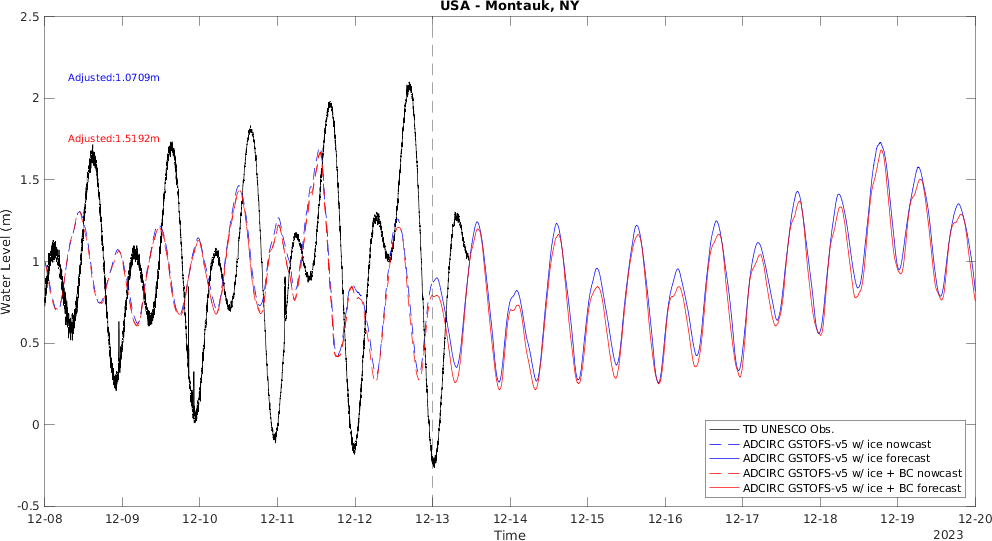 USA - Montauk, NY
2.5
2
1.5
1
0.5
0
-0.5
Water Level (m)
Adjusted:1.0709m
Adjusted:1.5192m
TD UNESCO Obs.
ADCIRC GSTOFS-v5 w/ ice nowcast
ADCIRC GSTOFS-v5 w/ ice forecast
ADCIRC GSTOFS-v5 w/ ice + BC nowcast
ADCIRC GSTOFS-v5 w/ ice + BC forecast
12-08 12-09 12-10 12-11 12-12 12-13 12-14 12-15 12-16 12-17 12-18 12-19 12-20
Time
2023